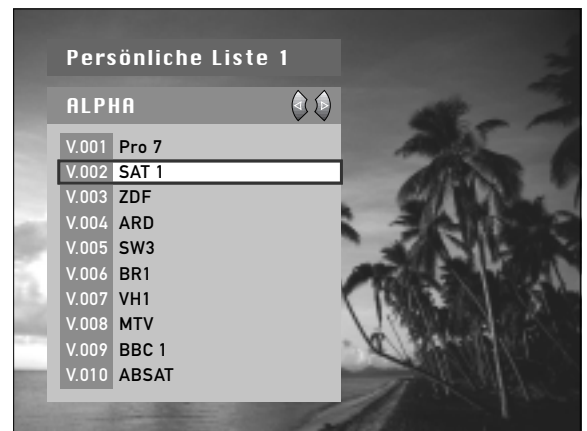 Persönliche Liste 1
ALPHA
V.001 Pro 7
V.002 SAT 1
V.003 ZDF
V.004 ARD
V.005 SW3
V.006 BR1
V.007 VH1
V.008 MTV
V.009 BBC 1
V.010 ABSAT